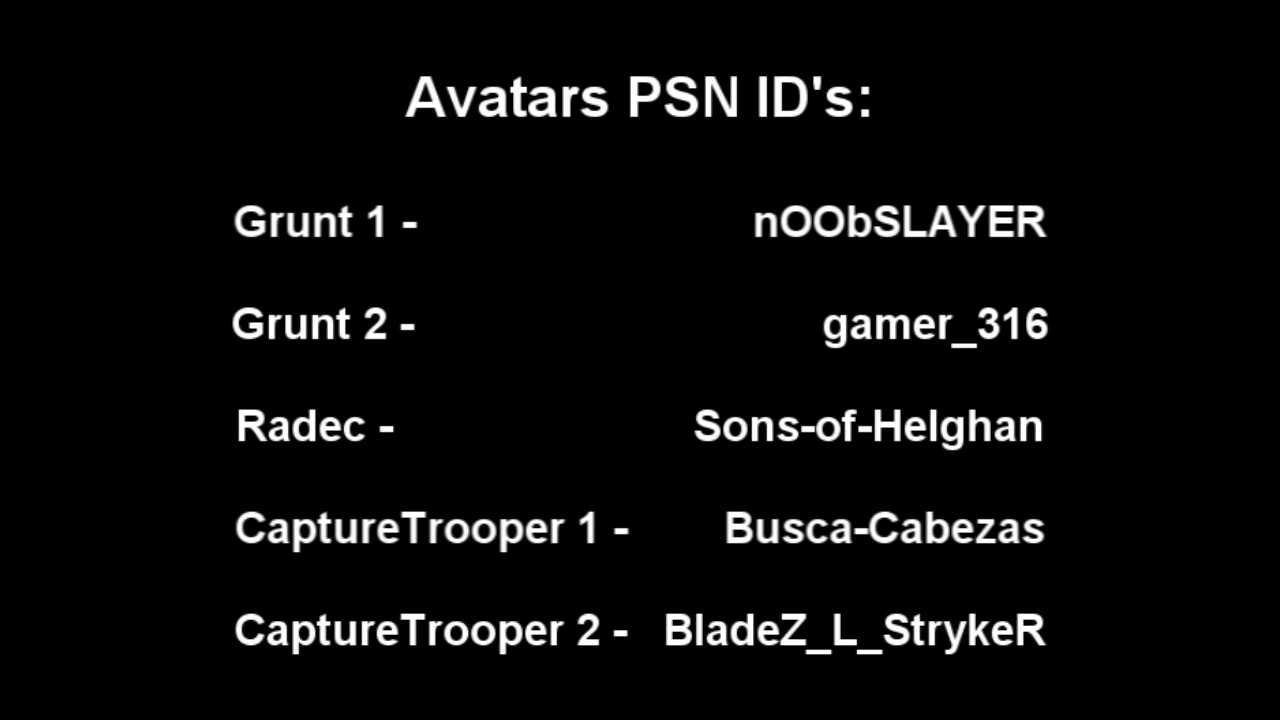 Avatars PSN ID's:
Grunt 1 - nOObSLAYER
Grunt 2 - gamer_316
Radec - Sons-of-Helghan
CaptureTrooper 1 - Busca-Cabezas
CaptureTrooper 2 - BladeZ_L_StrykeR